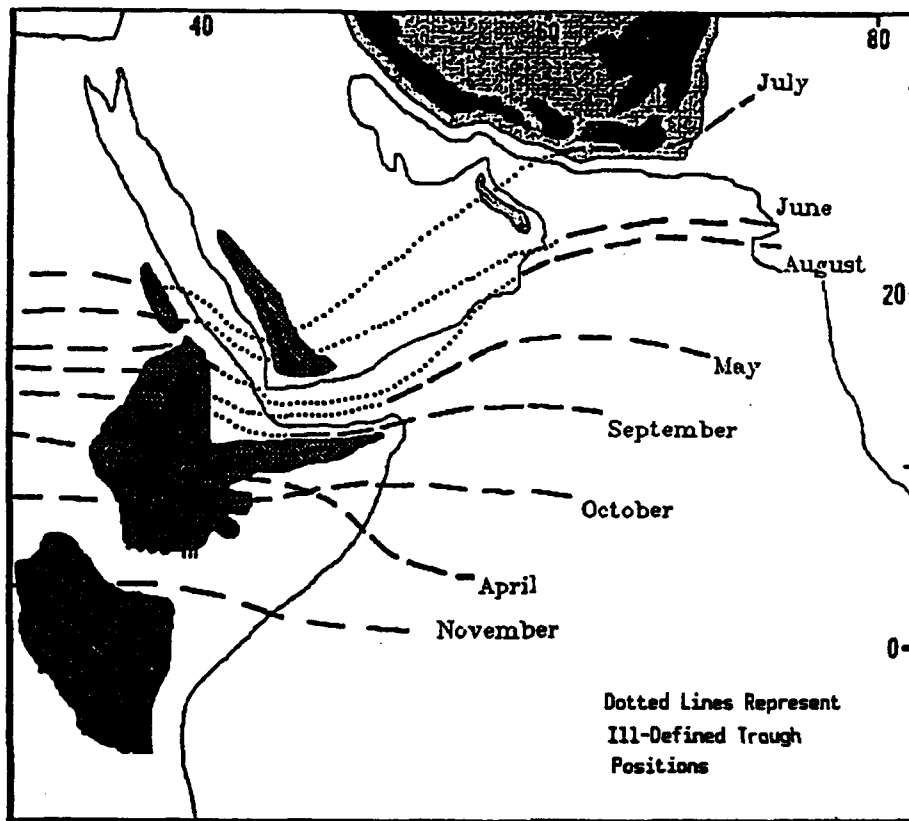 40
60
80
July
June
August
20
May
September
October
April
November
0
Dotted Lines Represent
Ill-Defined Trough
Positions